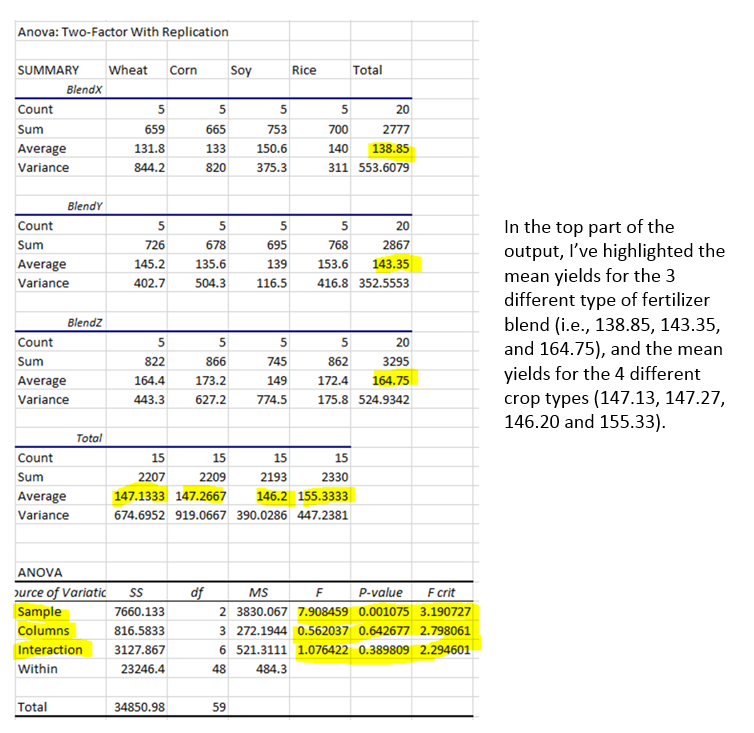 Anova: Two-Factor With Replication
SUMMARY Wheat Corn Soy Rice Total
BlendX
Count 5 5 5 5 20
Sum 659 665 753 700 2777
Average 131.8 133 150.6 140 138.85
Variance 844.2 820 375.3 311 553.6079
BlendY
Count 5 5 5 5 20
Sum 726 678 695 768 2867
Average 145.2 135.6 139 153.6 143.35
Variance 402.7 504.3 116.5 416.8 352.5553
BlendZ
Count 5 5 5 5 20
Sum 822 866 745 862 3295
Average 164.4 173.2 149 172.4 164.75
Variance 443.3 627.2 774.5 175.8 524.9342
Total
Count 15 15 15 15
Sum 2207 2209 2193 2330
Average 147.1333 147.2667 146.2 155.3333
Variance 674.6952 919.0667 390.0286 447.2381
ANOVA
ource of Variatic SS df MS F P-value F crit
Sample 7660.133 2 3830.067 7.908459 0.001075 3.190727
Columns 816.5833 3 272.1944 0.562037 0.642677 2.798061
Interaction 3127.867 6 521.3111 1.076422 0.389809 2.294601
Within 23246.4 48 484.3
Total 34850.98 59
In the top part of the
output, I’ve highlighted the
mean yields for the 3
different type of fertilizer
blend (i.e., 138.85, 143.35,
and 164.75), and the mean
yields for the 4 different
crop types (147.13, 147.27,
146.20 and 155.33).